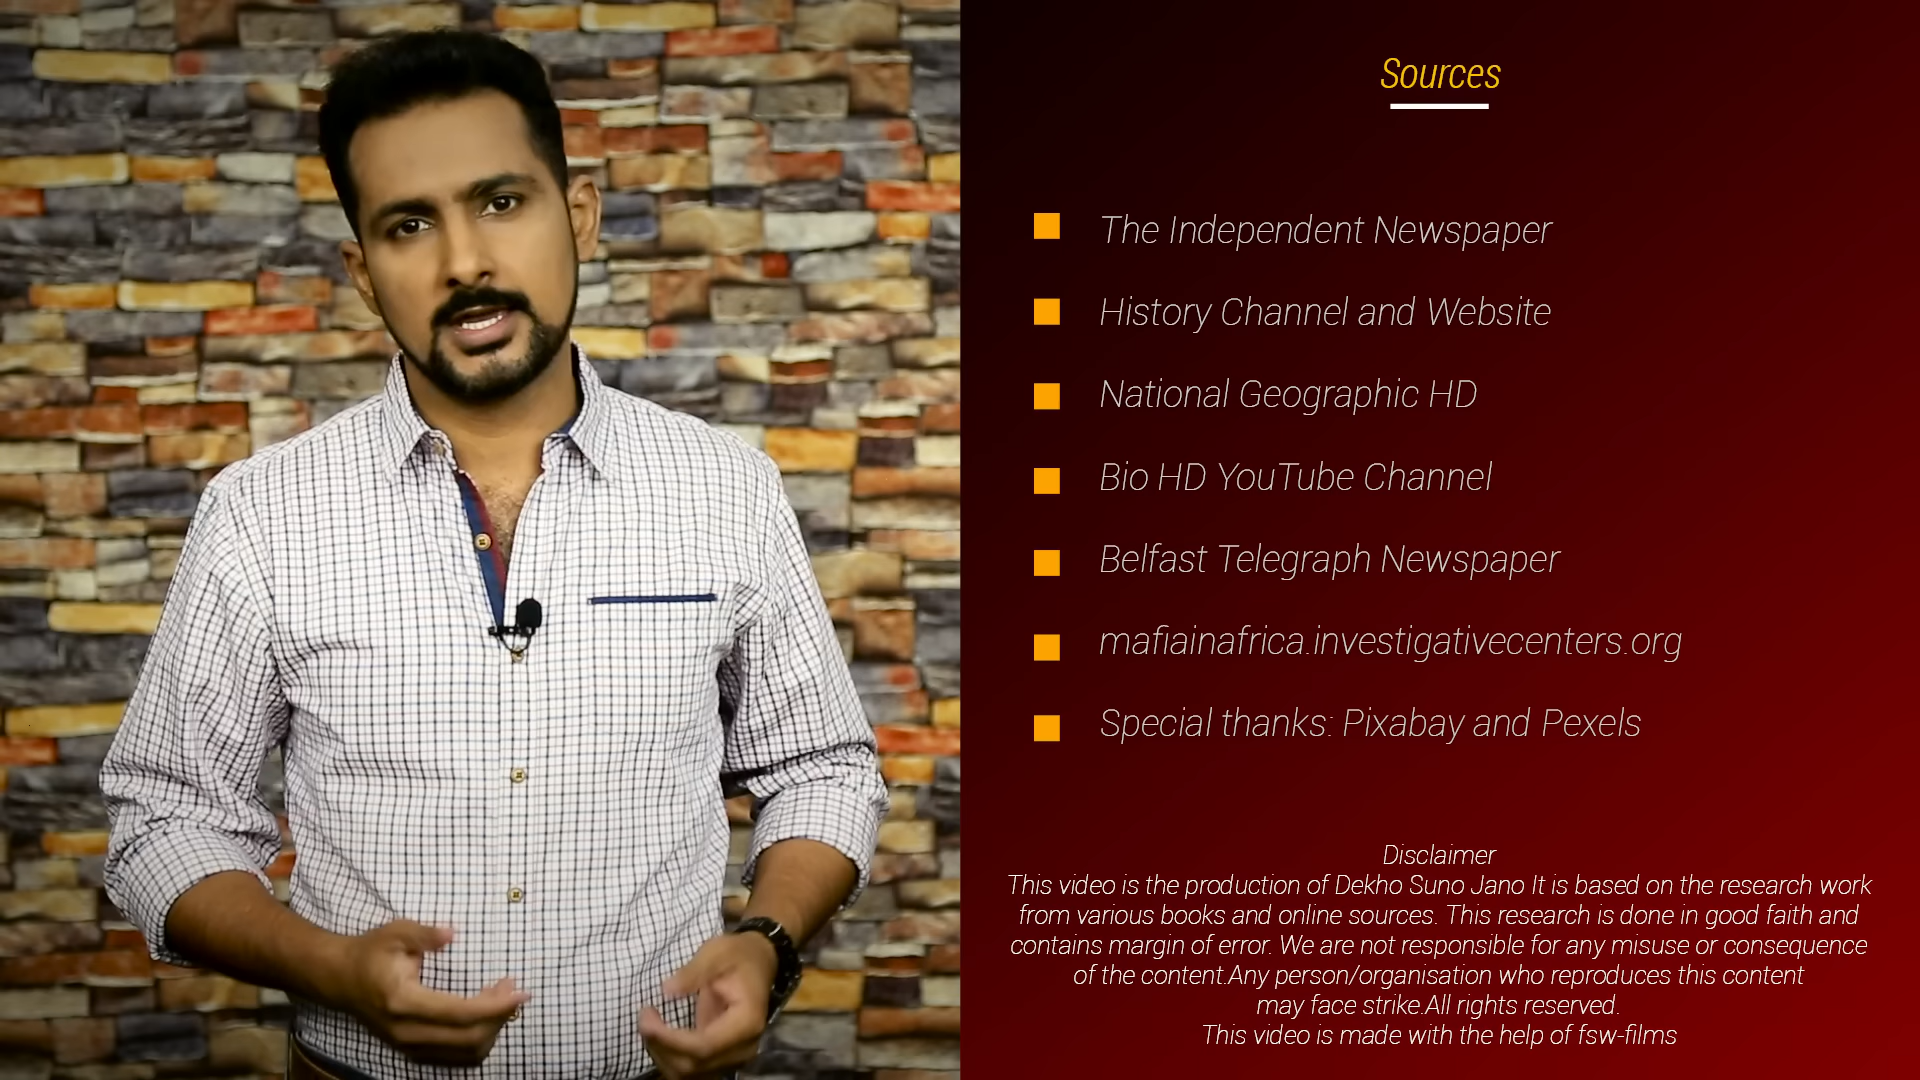 Sources
The Independent Newspaper
History Channel and Website
National Geographic HD
Bio HD YouTube Channel
Belfast Telegraph Newspaper
mafiainafrica.investigativecenters.org
Special thanks: Pixabay and Pexels
Disclaimer
This video is the production of Dekho Suno Jano It is based on the research work
from various books and online sources. This research is done in good faith and
contains margin of error. We are not responsible for any misuse or consequence
of the content.Any person/organisation who reproduces this content
may face strike.All rights reserved.
This video is made with the help of fsw-films